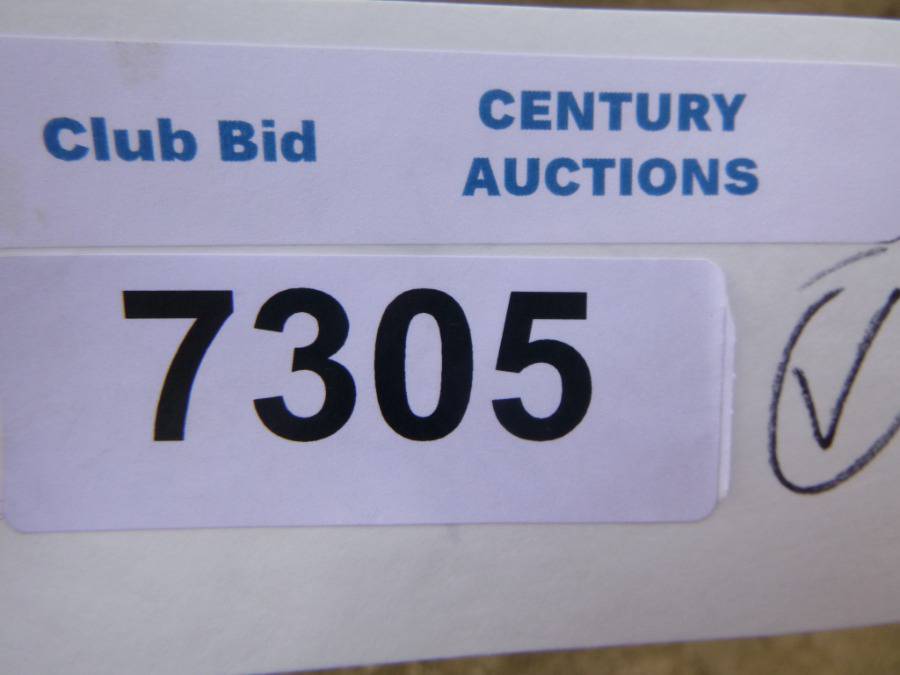 Club Bid
CENTURY
AUCTIONS
7305